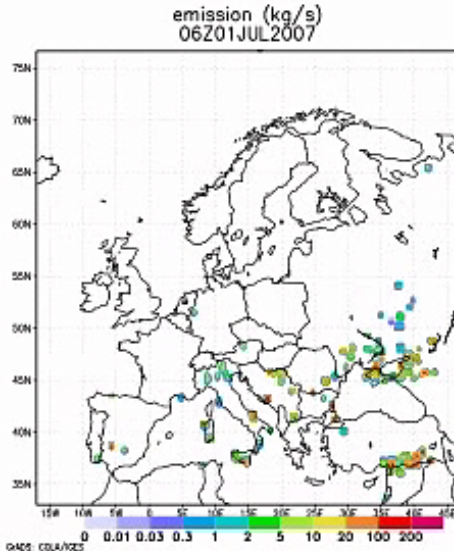 emission (kg/s)
06Z01JUL2007
75N
70N
65N
60N
55N
50N
45N
40N
35N
15W 10W 5W 0 5E 10E 15E 20E 25E 30E 35E 40E 45E
0 0.01 0.03 0.3 1 2 5 10 20 100 200
GrADS: COLA/IGES